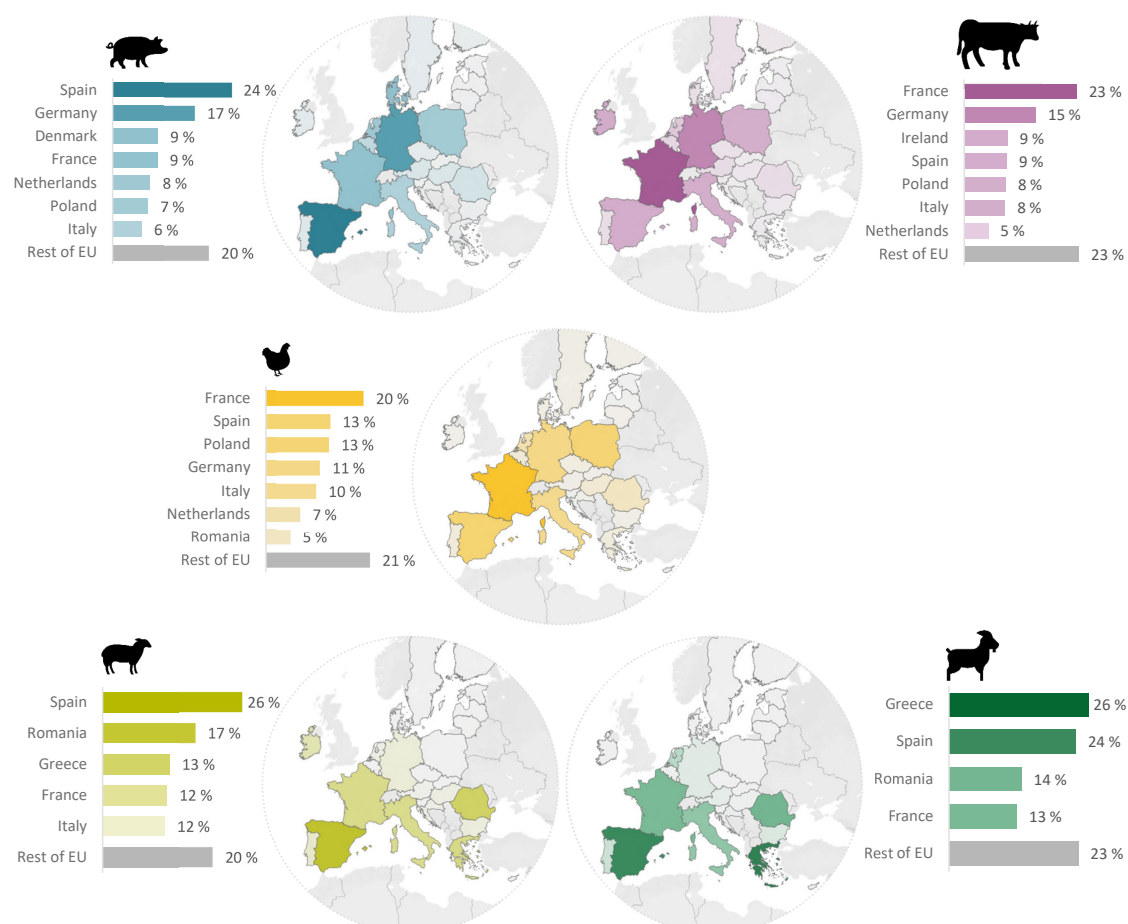 Spain 24 %
Germany 17 %
Denmark 9 %
France 9 %
Netherlands 8 %
Poland 7 %
Italy 6 %
Rest of EU 20 %
France 23 %
Germany 15 %
Ireland 9 %
Spain 9 %
Poland 8 %
Italy 8 %
Netherlands 5 %
Rest of EU 23 %
France 20 %
Spain 13 %
Poland 13 %
Germany 11 %
Italy 10 %
Netherlands 7 %
Romania 5 %
Rest of EU 21 %
Spain 26 %
Romania 17 %
Greece 13 %
France 12 %
Italy 12 %
Rest of EU 20 %
Greece 26 %
Spain 24 %
Romania 14 %
France 13 %
Rest of EU 23 %